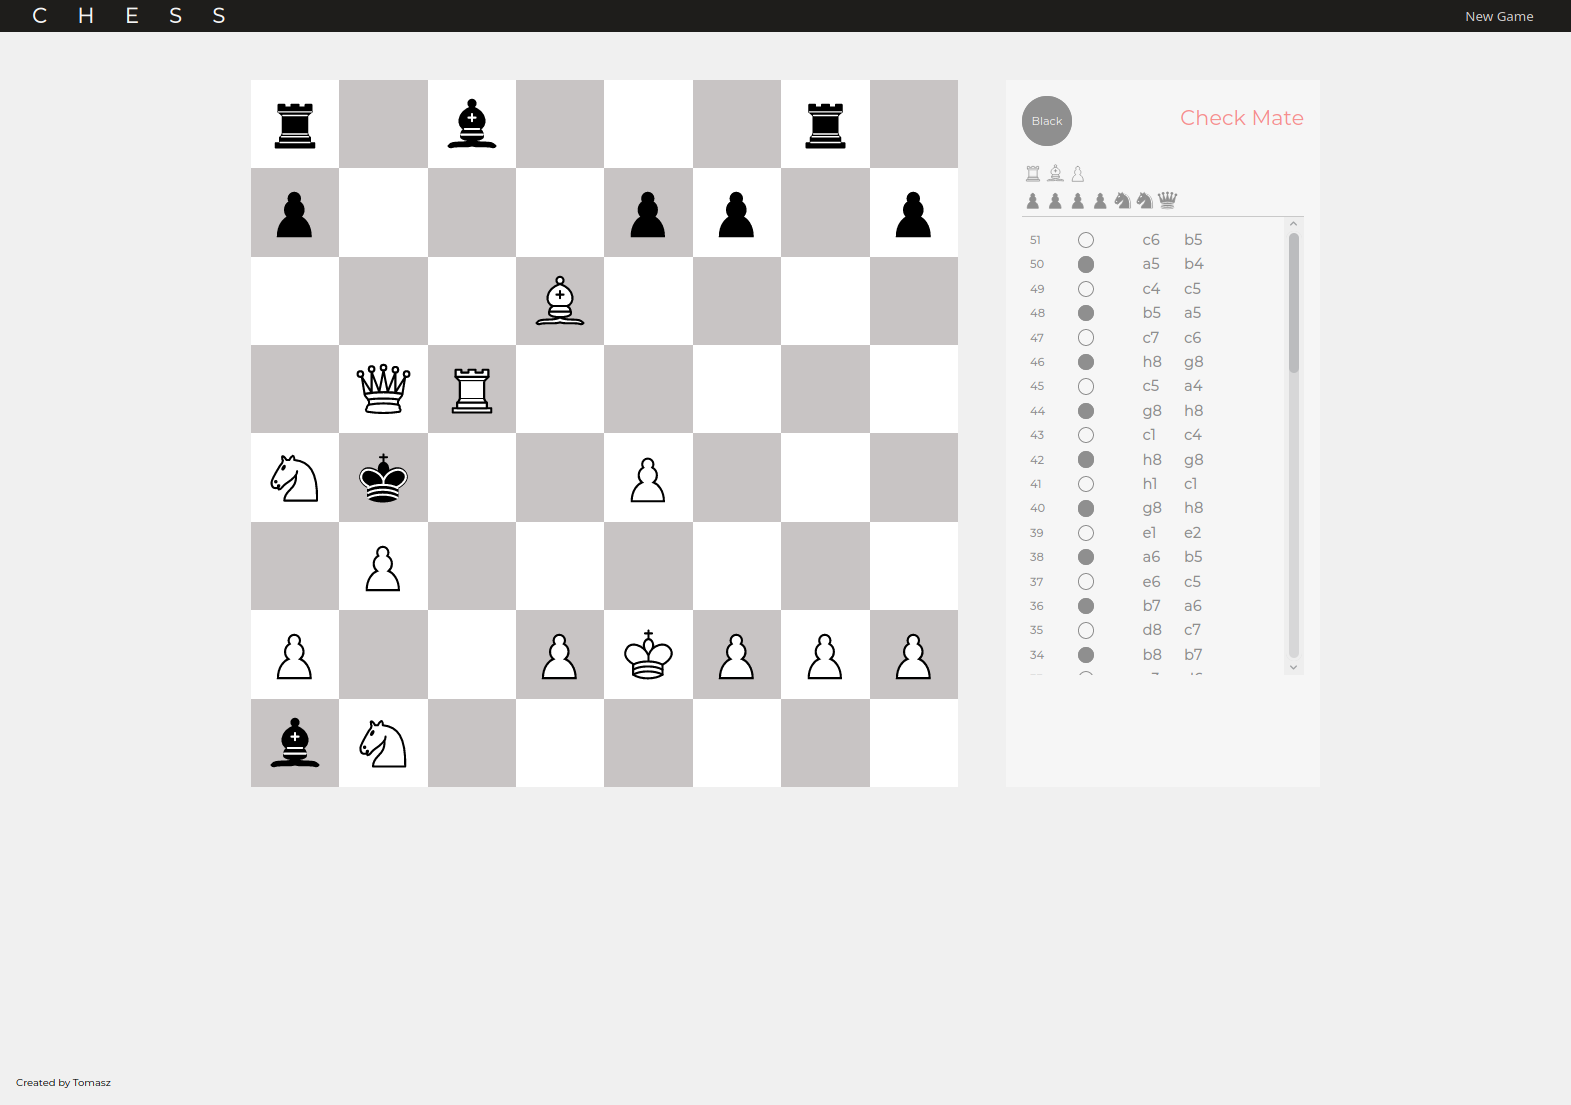 C H E S S
New Game
Black
Check Mate
51 c6 b5
50 a5 b4
49 c4 c5
48 b5 a5
47 c7 c6
46 h8 g8
45 c5 a4
44 g8 h8
43 c1 c4
42 h8 g8
41 h1 c1
40 g8 h8
39 e1 e2
38 a6 b5
37 e6 c5
36 b7 a6
35 d8 c7
34 b8 b7
Created by Tomasz